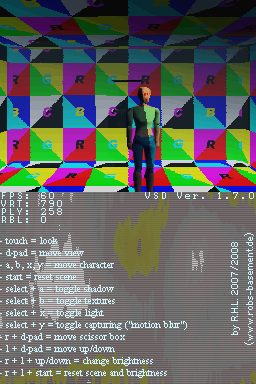 FPS: 60 VSD Ver. 1.7.0
VRT: 790
PLY: 258
RBL: 0
- touch = look
- d-pad = move view
- a, b, x, y = move character
- start = reset scene
- select + a = toggle shadow
- select + b = toggle textures
- select + x = toggle light
- select + y = toggle capturing ("motion blur")
- r + d-pad = move scissor box
- l + d-pad = move up/down
- r + l + up/down = change brightness
- r + l + start = reset scene and brightness
by R.H.L. 2007/2008
(www.robs-basement.de)